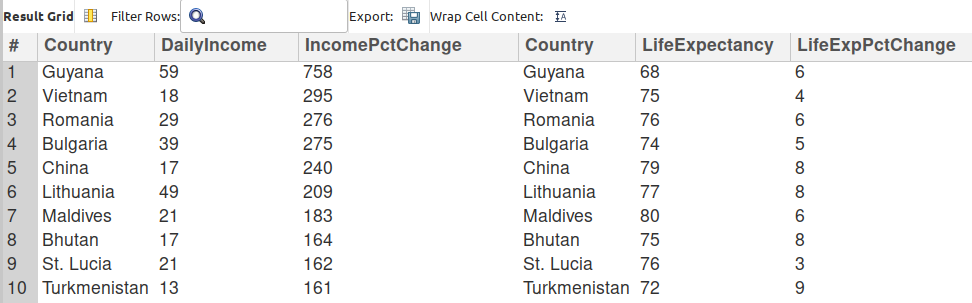 Result Grid Filter Rows: Export: Wrap Cell Content: IA
# Country DailyIncome IncomePctChange Country LifeExpectancy LifeExpPctChange
1 Guyana 59 758 Guyana 68 6
2 Vietnam 18 295 Vietnam 75 4
3 Romania 29 276 Romania 76 6
4 Bulgaria 39 275 Bulgaria 74 5
5 China 17 240 China 79 8
6 Lithuania 49 209 Lithuania 77 8
7 Maldives 21 183 Maldives 80 6
8 Bhutan 17 164 Bhutan 75 8
9 St. Lucia 21 162 St. Lucia 76 3
10 Turkmenistan 13 161 Turkmenistan 72 9